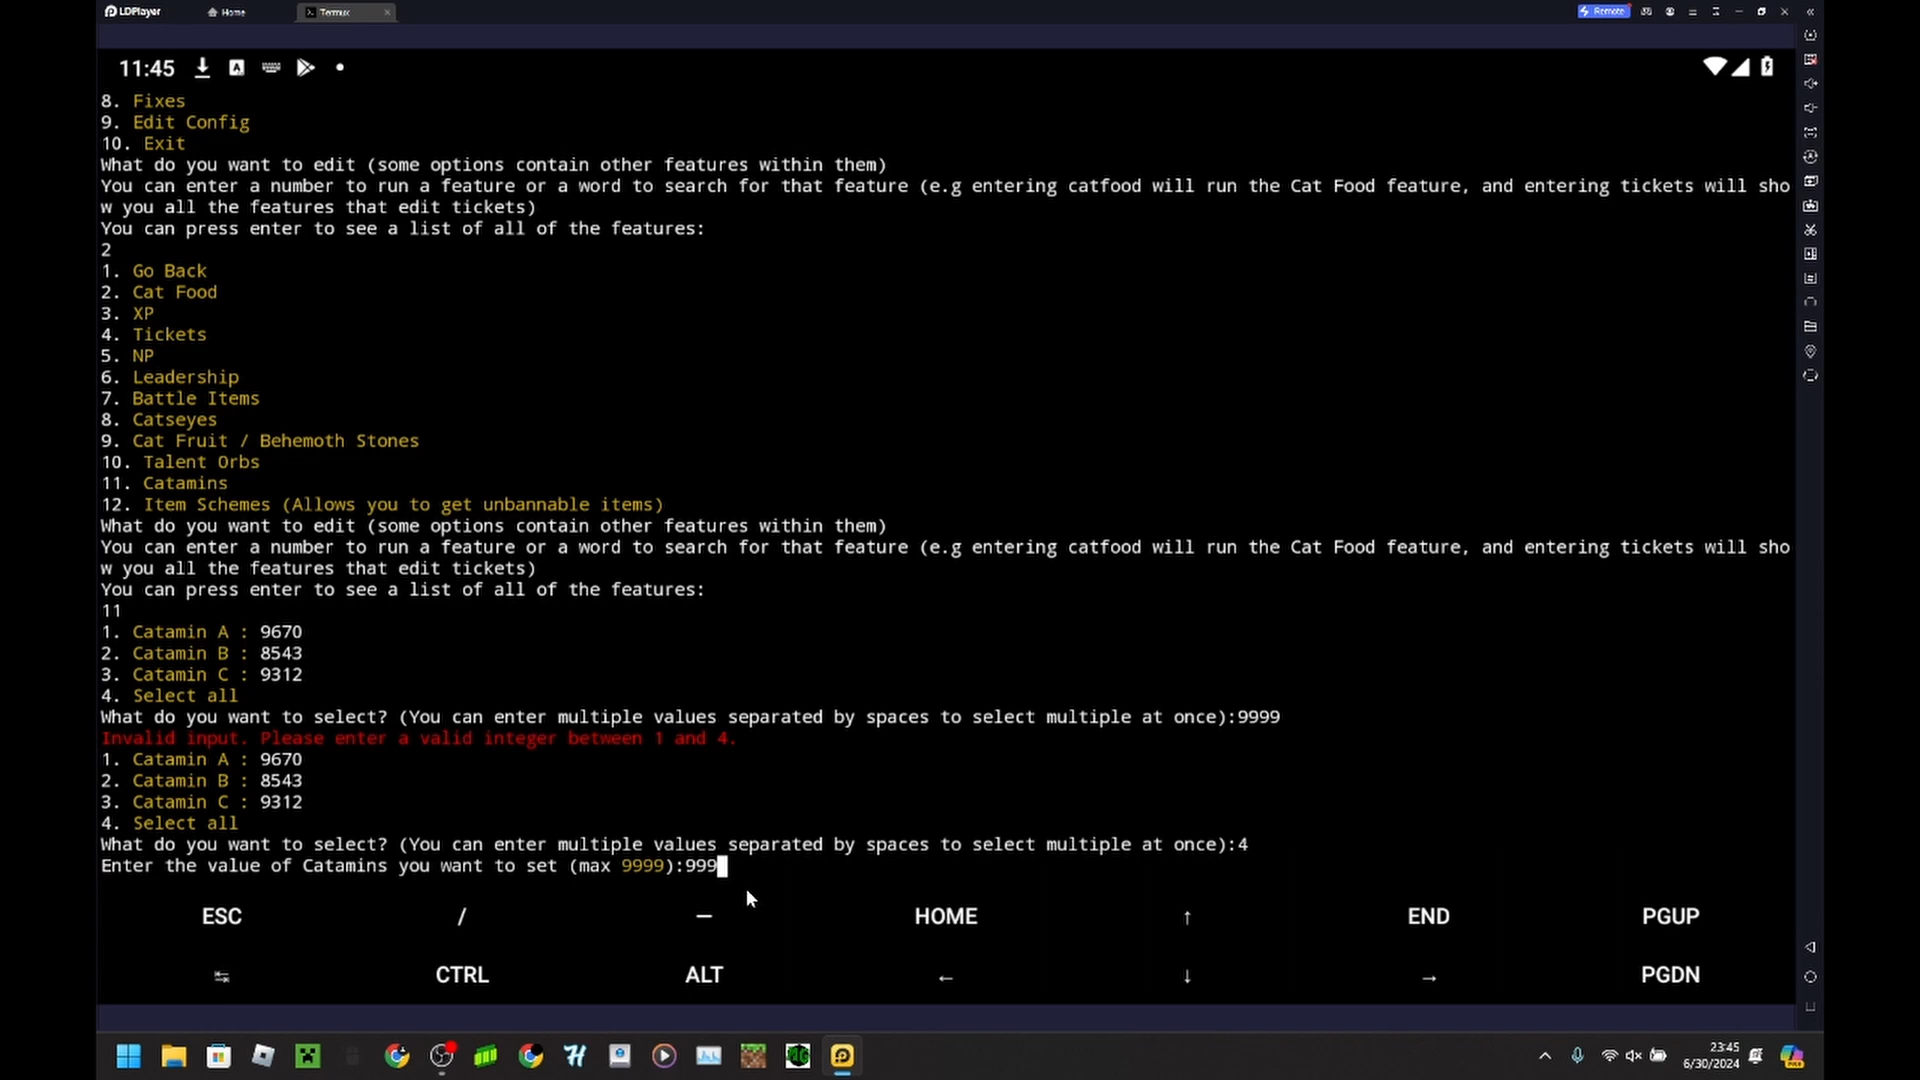 LDPlayer
Home
Termux
Remote
11:45
8. Fixes
9. Edit Config
10. Exit
What do you want to edit (some options contain other features within them)
You can enter a number to run a feature or a word to search for that feature (e.g entering catfood will run the Cat Food feature, and entering tickets will sho
w you all the features that edit tickets)
You can press enter to see a list of all of the features:
2
1. Go Back
2. Cat Food
3. XP
4. Tickets
5. NP
6. Leadership
7. Battle Items
8. Catseyes
9. Cat Fruit / Behemoth Stones
10. Talent Orbs
11. Catamins
12. Item Schemes (Allows you to get unbannable items)
What do you want to edit (some options contain other features within them)
You can enter a number to run a feature or a word to search for that feature (e.g entering catfood will run the Cat Food feature, and entering tickets will sho
w you all the features that edit tickets)
You can press enter to see a list of all of the features:
11
1. Catamin A : 9670
2. Catamin B : 8543
3. Catamin C : 9312
4. Select all
What do you want to select? (You can enter multiple values separated by spaces to select multiple at once):9999
Invalid input. Please enter a valid integer between 1 and 4.
1. Catamin A : 9670
2. Catamin B : 8543
3. Catamin C : 9312
4. Select all
What do you want to select? (You can enter multiple values separated by spaces to select multiple at once):4
Enter the value of Catamins you want to set (max 9999):999
ESC / — HOME ↑ END PGUP
CTRL ALT ← ↓ → PGDN
23:45
6/30/2024